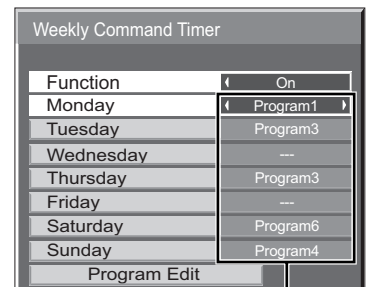 Weekly Command Timer
Function On
Monday Program1
Tuesday Program3
Wednesday ---
Thursday Program3
Friday ---
Saturday Program6
Sunday Program4
Program Edit